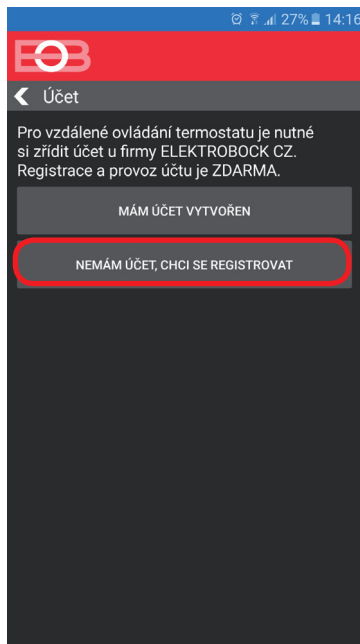 27% 14:16
EOB
Účet
Pro vzdálené ovládání termostatu je nutné
si zřídit účet u firmy ELEKTROBOCK CZ.
Registrace a provoz účtu je ZDARMA.
MÁM ÚČET VYTVOŘEN
NEMÁM ÚČET, CHCI SE REGISTROVAT